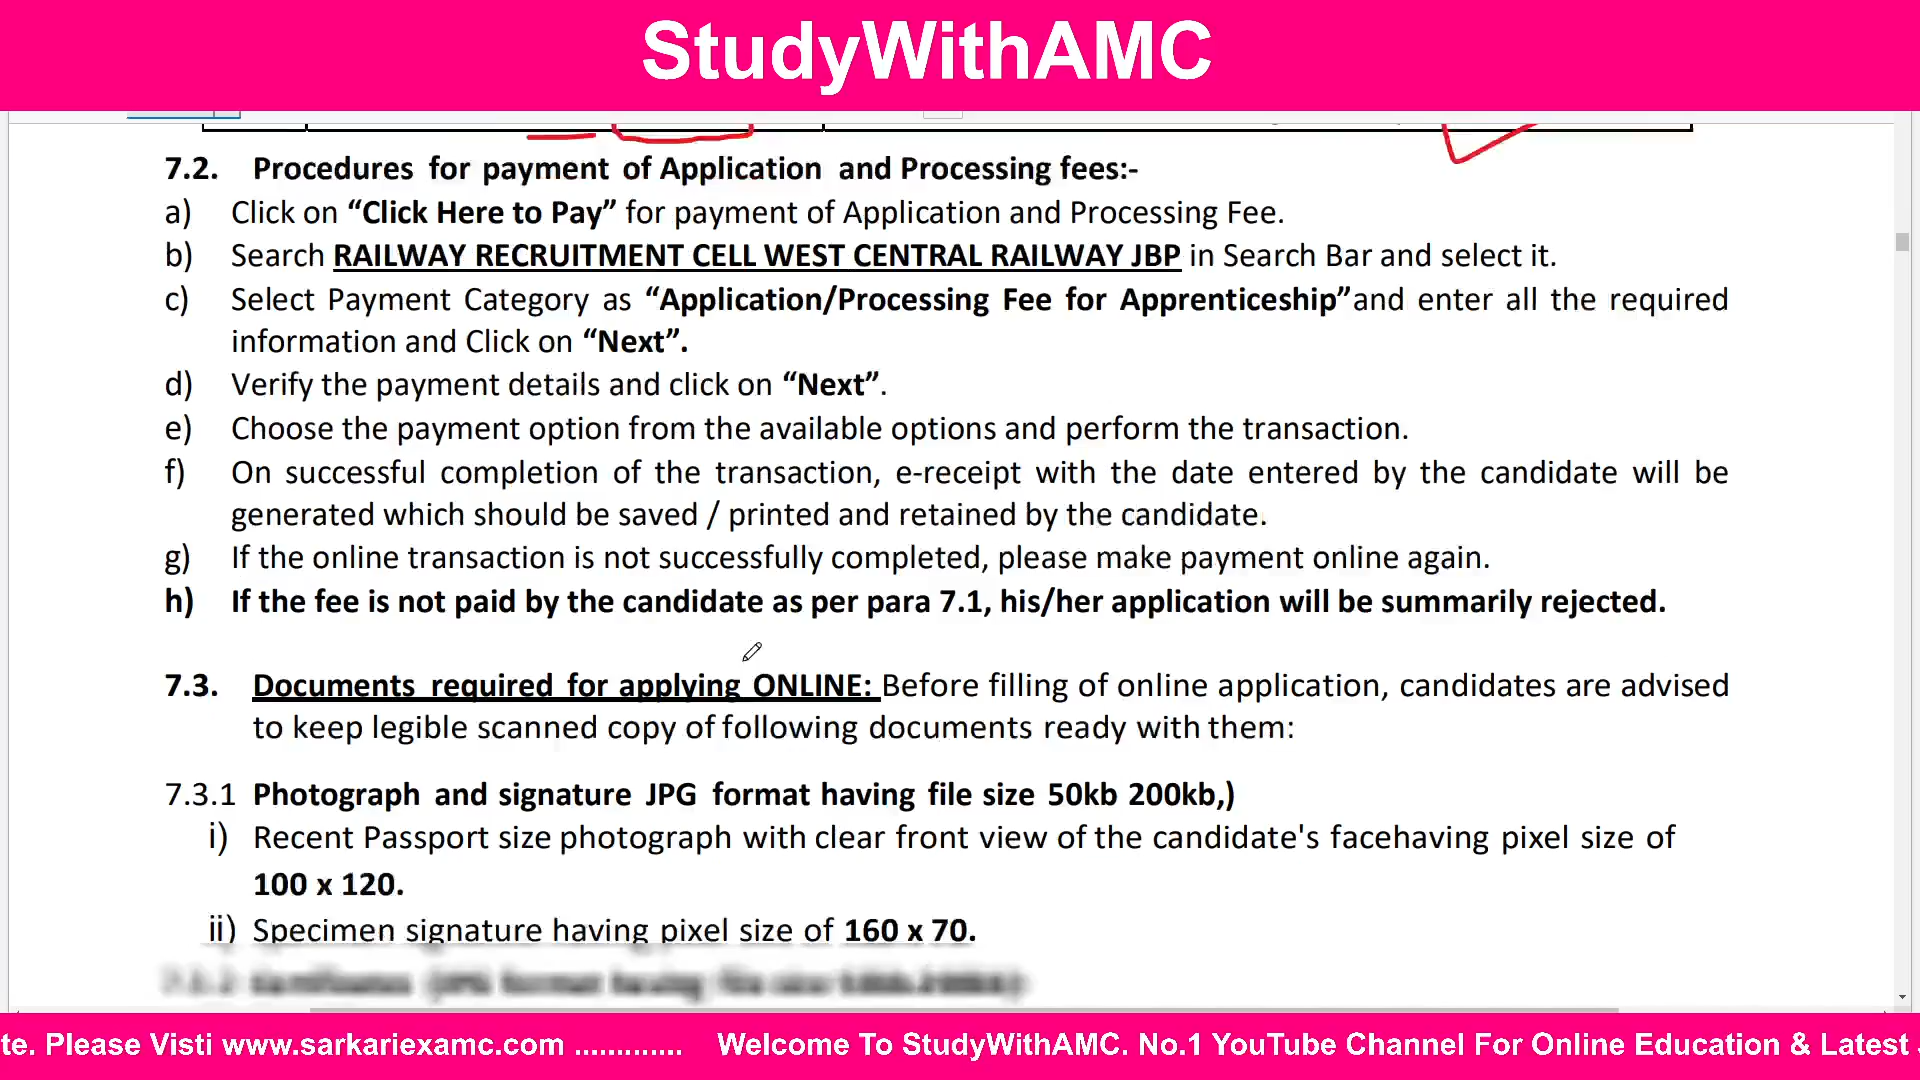 StudyWithAMC
7.2. Procedures for payment of Application and Processing fees:-
a) Click on “Click Here to Pay” for payment of Application and Processing Fee.
b) Search RAILWAY RECRUITMENT CELL WEST CENTRAL RAILWAY JBP in Search Bar and select it.
c) Select Payment Category as “Application/Processing Fee for Apprenticeship”and enter all the required
information and Click on “Next”.
d) Verify the payment details and click on “Next”.
e) Choose the payment option from the available options and perform the transaction.
f) On successful completion of the transaction, e-receipt with the date entered by the candidate will be
generated which should be saved / printed and retained by the candidate.
g) If the online transaction is not successfully completed, please make payment online again.
h) If the fee is not paid by the candidate as per para 7.1, his/her application will be summarily rejected.
7.3. Documents required for applying ONLINE: Before filling of online application, candidates are advised
to keep legible scanned copy of following documents ready with them:
7.3.1 Photograph and signature JPG format having file size 50kb 200kb,)
i) Recent Passport size photograph with clear front view of the candidate's facehaving pixel size of
100 x 120.
ii) Specimen signature having pixel size of 160 x 70.
te. Please Visti www.sarkariexamc.com .............. Welcome To StudyWithAMC. No.1 YouTube Channel For Online Education & Latest